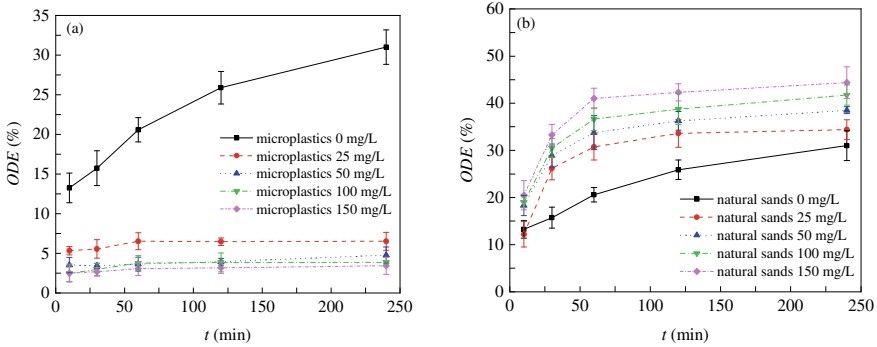 (a)
35
30
25
20
15
10
5
0
ODE (%)
microplastics 0 mg/L
microplastics 25 mg/L
microplastics 50 mg/L
microplastics 100 mg/L
microplastics 150 mg/L
0 50 100 150 200 250
t (min)
(b)
60
50
40
30
20
10
0
ODE (%)
natural sands 0 mg/L
natural sands 25 mg/L
natural sands 50 mg/L
natural sands 100 mg/L
natural sands 150 mg/L
0 50 100 150 200 250
t (min)